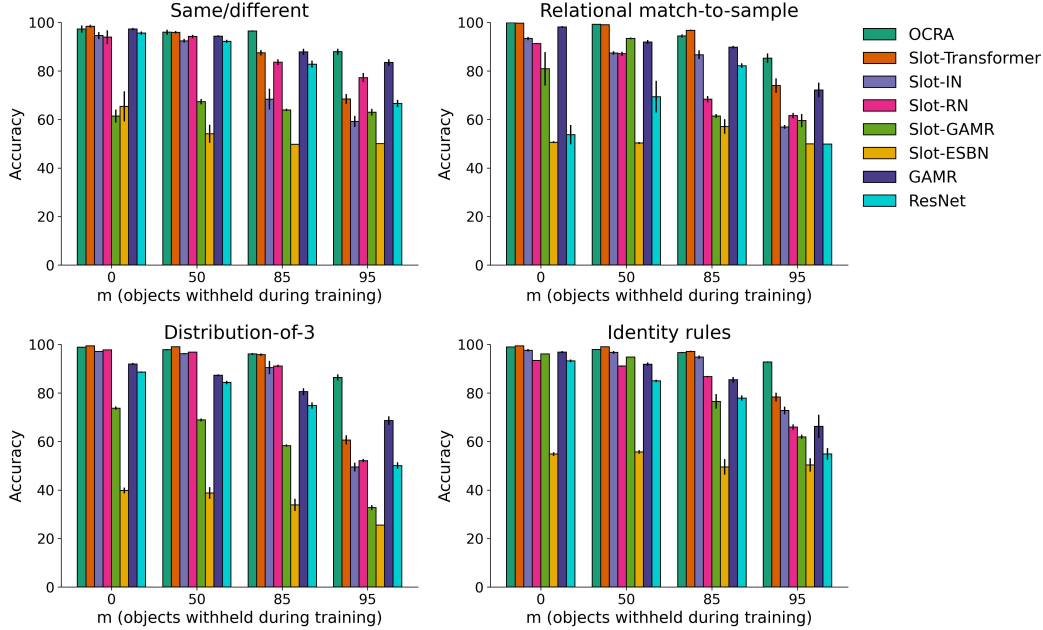 Same/different
Accuracy
100
80
60
40
20
0
0 50 85 95
m (objects withheld during training)
Relational match-to-sample
Accuracy
100
80
60
40
20
0
0 50 85 95
m (objects withheld during training)
OCRA
Slot-Transformer
Slot-IN
Slot-RN
Slot-GAMR
Slot-ESBN
GAMR
ResNet
Distribution-of-3
Accuracy
100
80
60
40
20
0
0 50 85 95
m (objects withheld during training)
Identity rules
Accuracy
100
80
60
40
20
0
0 50 85 95
m (objects withheld during training)